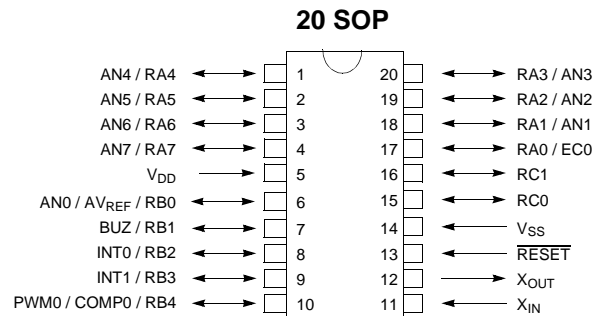 20 SOP
AN4 / RA4 1 20 RA3 / AN3
AN5 / RA5 2 19 RA2 / AN2
AN6 / RA6 3 18 RA1 / AN1
AN7 / RA7 4 17 RA0 / EC0
VDD 5 16 RC1
AN0 / AVREF / RB0 6 15 RC0
BUZ / RB1 7 14 VSS
INT0 / RB2 8 13 RESET
INT1 / RB3 9 12 XOUT
PWM0 / COMP0 / RB4 10 11 XIN